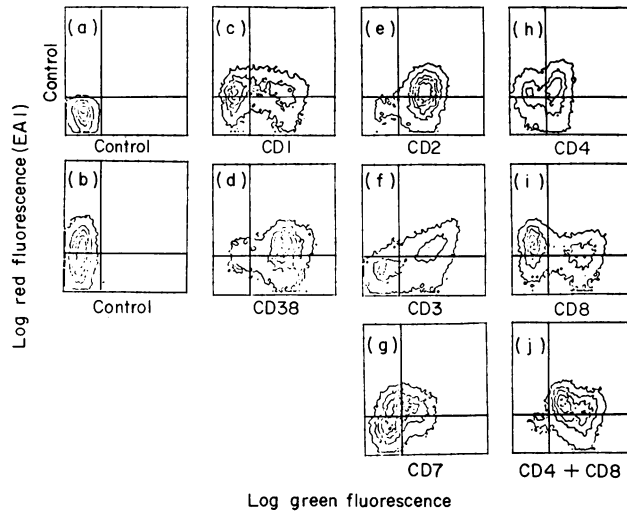 (a)
(c)
(e)
(h)
Control
Control
CD1
CD2
CD4
(b)
(d)
(f)
(i)
Control
CD38
CD3
CD8
(g)
(j)
CD7
CD4 + CD8
Log red fluorescence (EA1)
Log green fluorescence